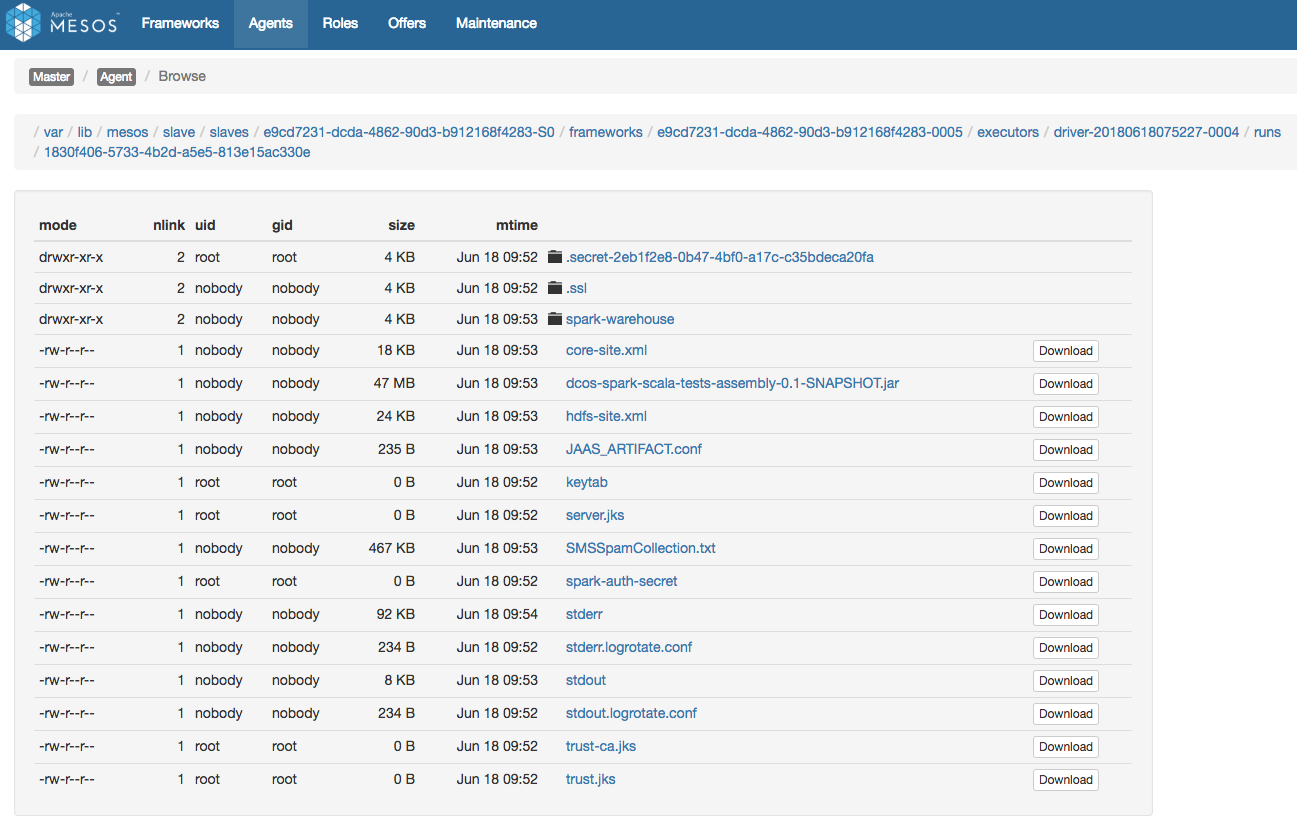 Apache MESOS™ Frameworks Agents Roles Offers Maintenance
Master / Agent / Browse
/ var / lib / mesos / slave / slaves / e9cd7231-dcda-4862-90d3-b912168f4283-S0 / frameworks / e9cd7231-dcda-4862-90d3-b912168f4283-0005 / executors / driver-20180618075227-0004 / runs
/ 1830f406-5733-4b2d-a5e5-813e15ac330e
mode nlink uid gid size mtime
drwxr-xr-x 2 root root 4 KB Jun 18 09:52 .secret-2eb1f2e8-0b47-4bf0-a17c-c35bdeca20fa
drwxr-xr-x 2 nobody nobody 4 KB Jun 18 09:52 .ssl
drwxr-xr-x 2 nobody nobody 4 KB Jun 18 09:53 spark-warehouse
-rw-r--r-- 1 nobody nobody 18 KB Jun 18 09:53 core-site.xml Download
-rw-r--r-- 1 nobody nobody 47 MB Jun 18 09:53 dcos-spark-scala-tests-assembly-0.1-SNAPSHOT.jar Download
-rw-r--r-- 1 nobody nobody 24 KB Jun 18 09:53 hdfs-site.xml Download
-rw-r--r-- 1 nobody nobody 235 B Jun 18 09:53 JAAS_ARTIFACT.conf Download
-rw-r--r-- 1 root root 0 B Jun 18 09:52 keytab Download
-rw-r--r-- 1 root root 0 B Jun 18 09:52 server.jks Download
-rw-r--r-- 1 nobody nobody 467 KB Jun 18 09:53 SMSSpamCollection.txt Download
-rw-r--r-- 1 root root 0 B Jun 18 09:52 spark-auth-secret Download
-rw-r--r-- 1 nobody nobody 92 KB Jun 18 09:54 stderr Download
-rw-r--r-- 1 nobody nobody 234 B Jun 18 09:52 stderr.logrotate.conf Download
-rw-r--r-- 1 nobody nobody 8 KB Jun 18 09:53 stdout Download
-rw-r--r-- 1 nobody nobody 234 B Jun 18 09:52 stdout.logrotate.conf Download
-rw-r--r-- 1 root root 0 B Jun 18 09:52 trust-ca.jks Download
-rw-r--r-- 1 root root 0 B Jun 18 09:52 trust.jks Download